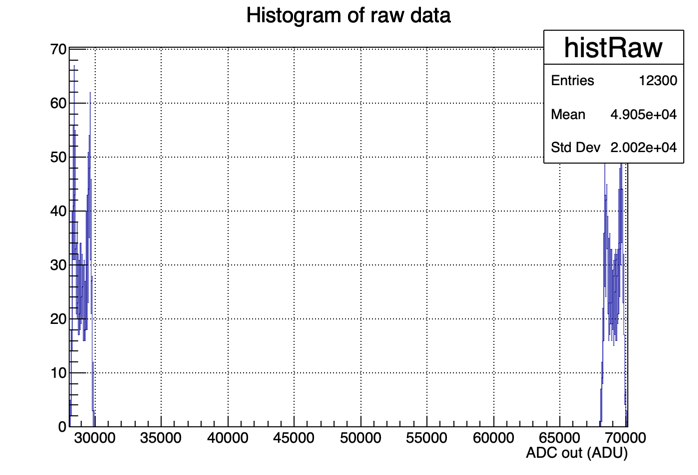 Histogram of raw data
histRaw
Entries 12300
Mean 4.905e+04
Std Dev 2.002e+04
70
60
50
40
30
20
10
0
30000 35000 40000 45000 50000 55000 60000 65000 70000
ADC out (ADU)